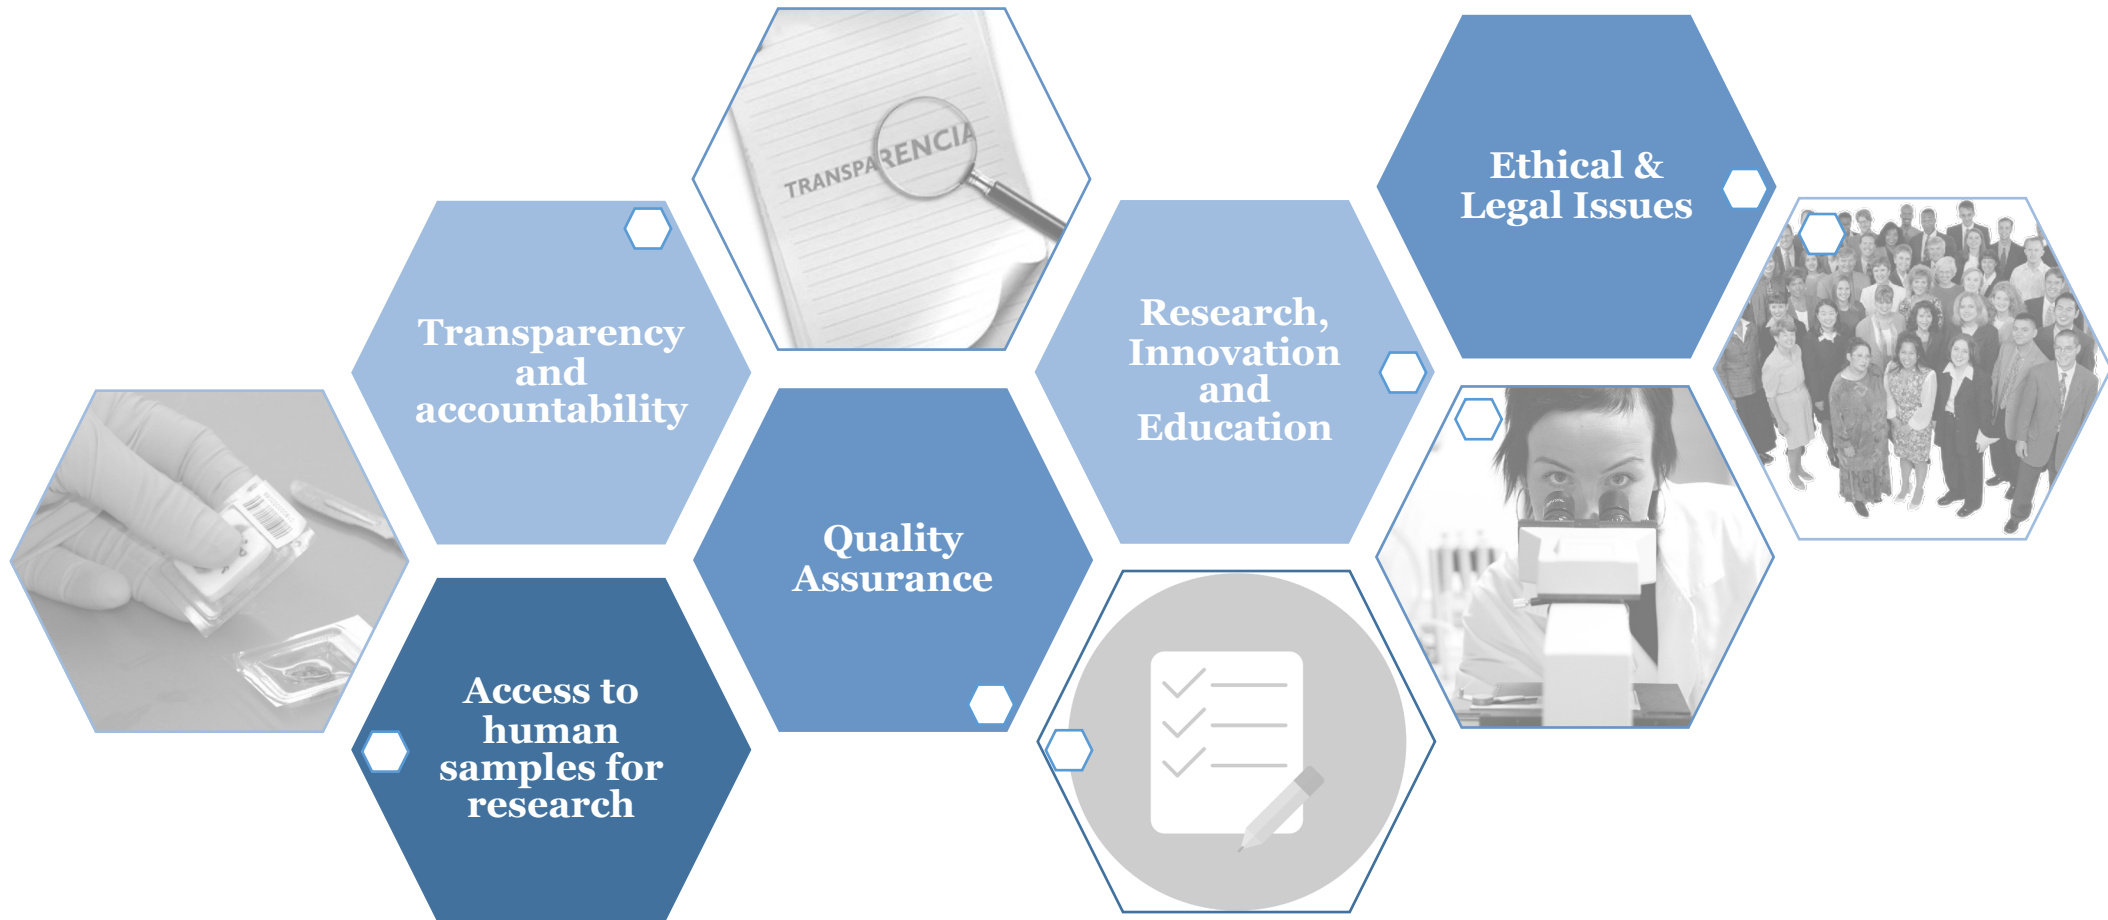 TRANSPARENCIA
Ethical &
Legal Issues
Transparency
and
accountability
Research,
Innovation
and
Education
Quality
Assurance
Access to
human
samples for
research